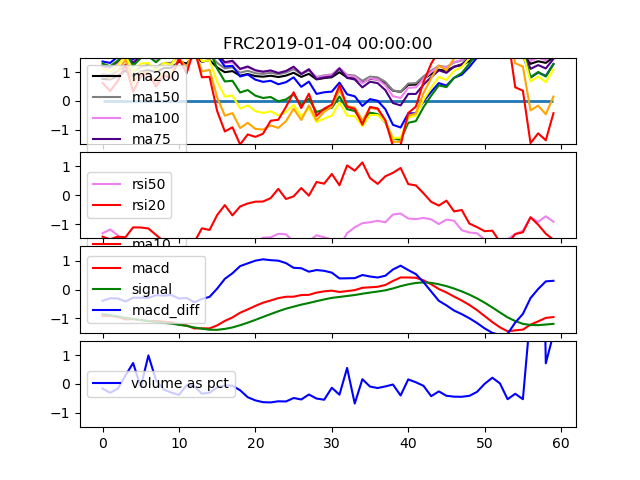 FRC2019-01-04 00:00:00
1
0
−1
ma200
ma150
ma100
ma75
1
0
−1
rsi50
rsi20
ma10
1
0
−1
macd
signal
macd_diff
1
0
−1
volume as pct
0 10 20 30 40 50 60